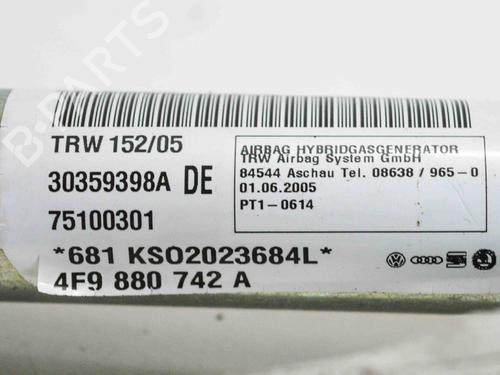 TRW 152/05
30359398A DE
75100301
*681 KSO2023684L*
4F9 880 742 A
AIRBAG HYBRIDGASGENERATOR
TRW Airbag System GmbH
84544 Aschau Tel. 08638 / 965-0
01.06.2005
PT1-0614
B-PARTS